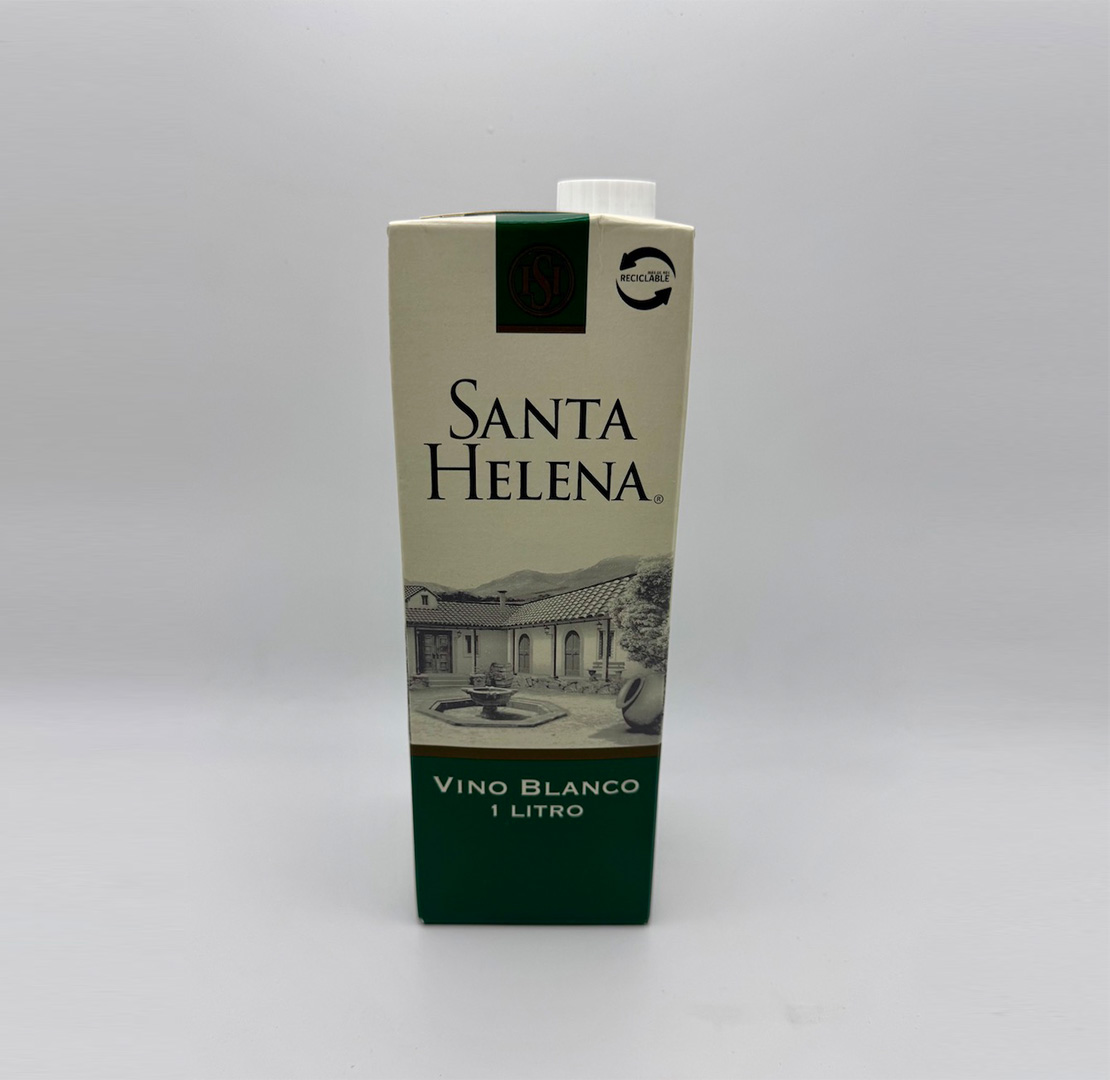 RECICLABLE
SANTA
HELENA®
VINO BLANCO
1 LITRO